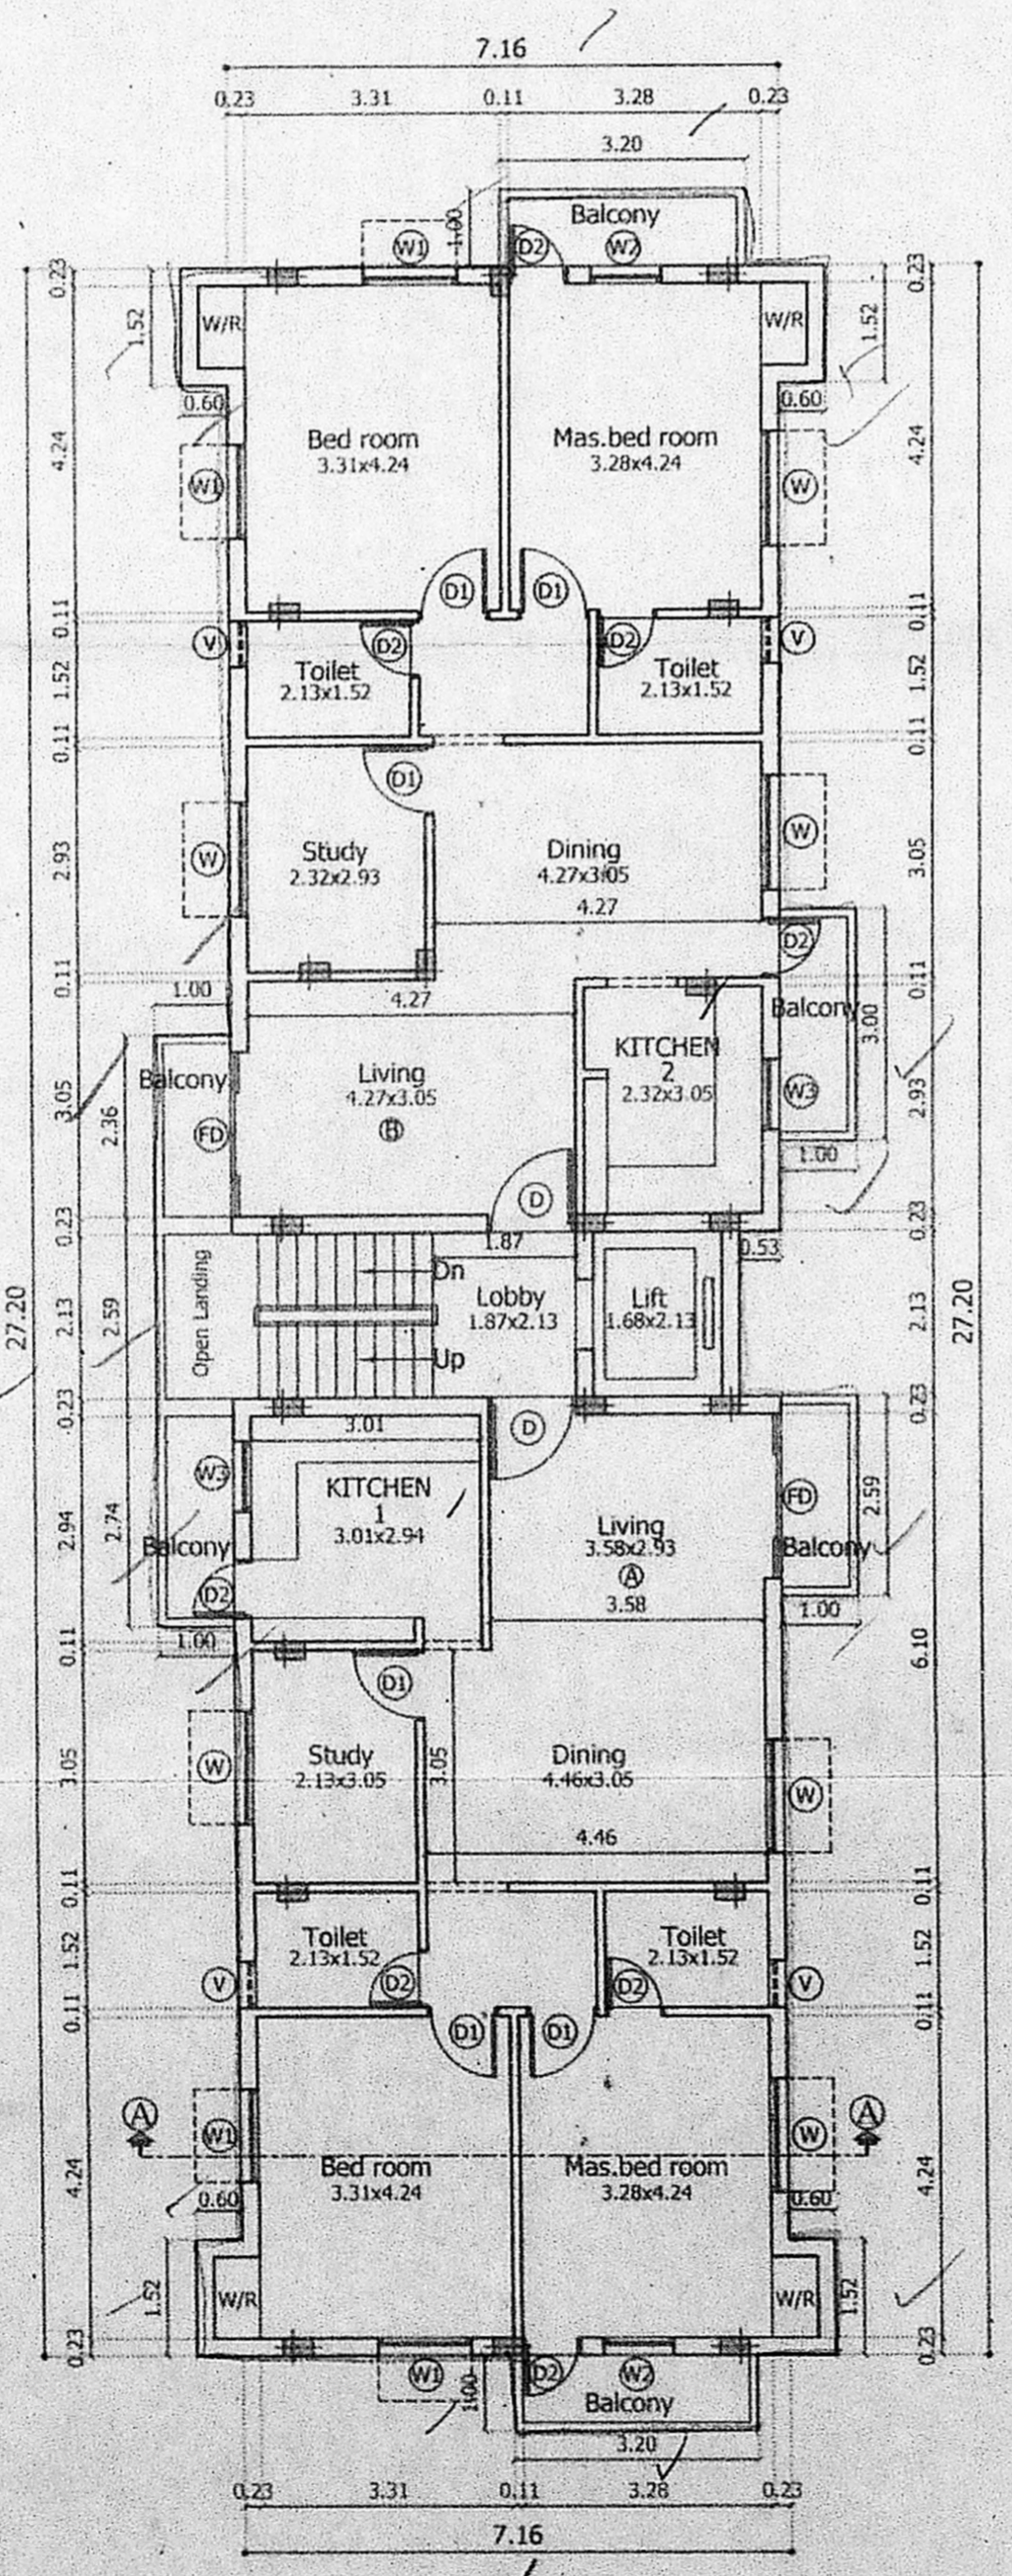 7.16
0.23 3.31 0.11 3.28 0.23
3.20
Balcony
1.00
W1 D2 W2
0.23 0.23
1.52 W/R W/R 1.52
0.60 0.60
4.24 Bed room Mas.bed room 4.24
3.31x4.24 3.28x4.24
W1 W
D1 D1
0.11 0.11
V D2 D2 V
1.52 Toilet Toilet 1.52
2.13x1.52 2.13x1.52
0.11 0.11
D1
W W
2.93 Study Dining 3.05
2.32x2.93 4.27x3.05
4.27
D2
0.11 0.11
1.00 4.27
Balcony
3.00
KITCHEN
2
2.32x3.05
Balcony Living
4.27x3.05
B
3.05 2.36 FD W3 2.93
1.00
D
0.23 0.23
1.87 0.53
Dn
27.20 2.13 2.59 Open Landing Lobby Lift 2.13 27.20
1.87x2.13 1.68x2.13
Up
0.23 0.23
3.01 D
W3 KITCHEN FD 2.59
1
3.01x2.94
2.94 2.74 Balcony Living Balcony
3.58x2.93
A
D2 3.58 1.00
1.00
0.11 6.10
D1
W Study 3.05 Dining W
3.05 2.13x3.05 4.46x3.05
4.46
0.11 0.11
1.52 Toilet Toilet 1.52
2.13x1.52 2.13x1.52
V D2 D2 V
0.11 0.11
D1 D1
A A
W1 W
4.24 Bed room Mas.bed room 4.24
3.31x4.24 3.28x4.24
0.60 0.60
1.52 W/R W/R 1.52
0.23 0.23
W1 1.00 D2 W2
Balcony
3.20
0.23 3.31 0.11 3.28 0.23
7.16